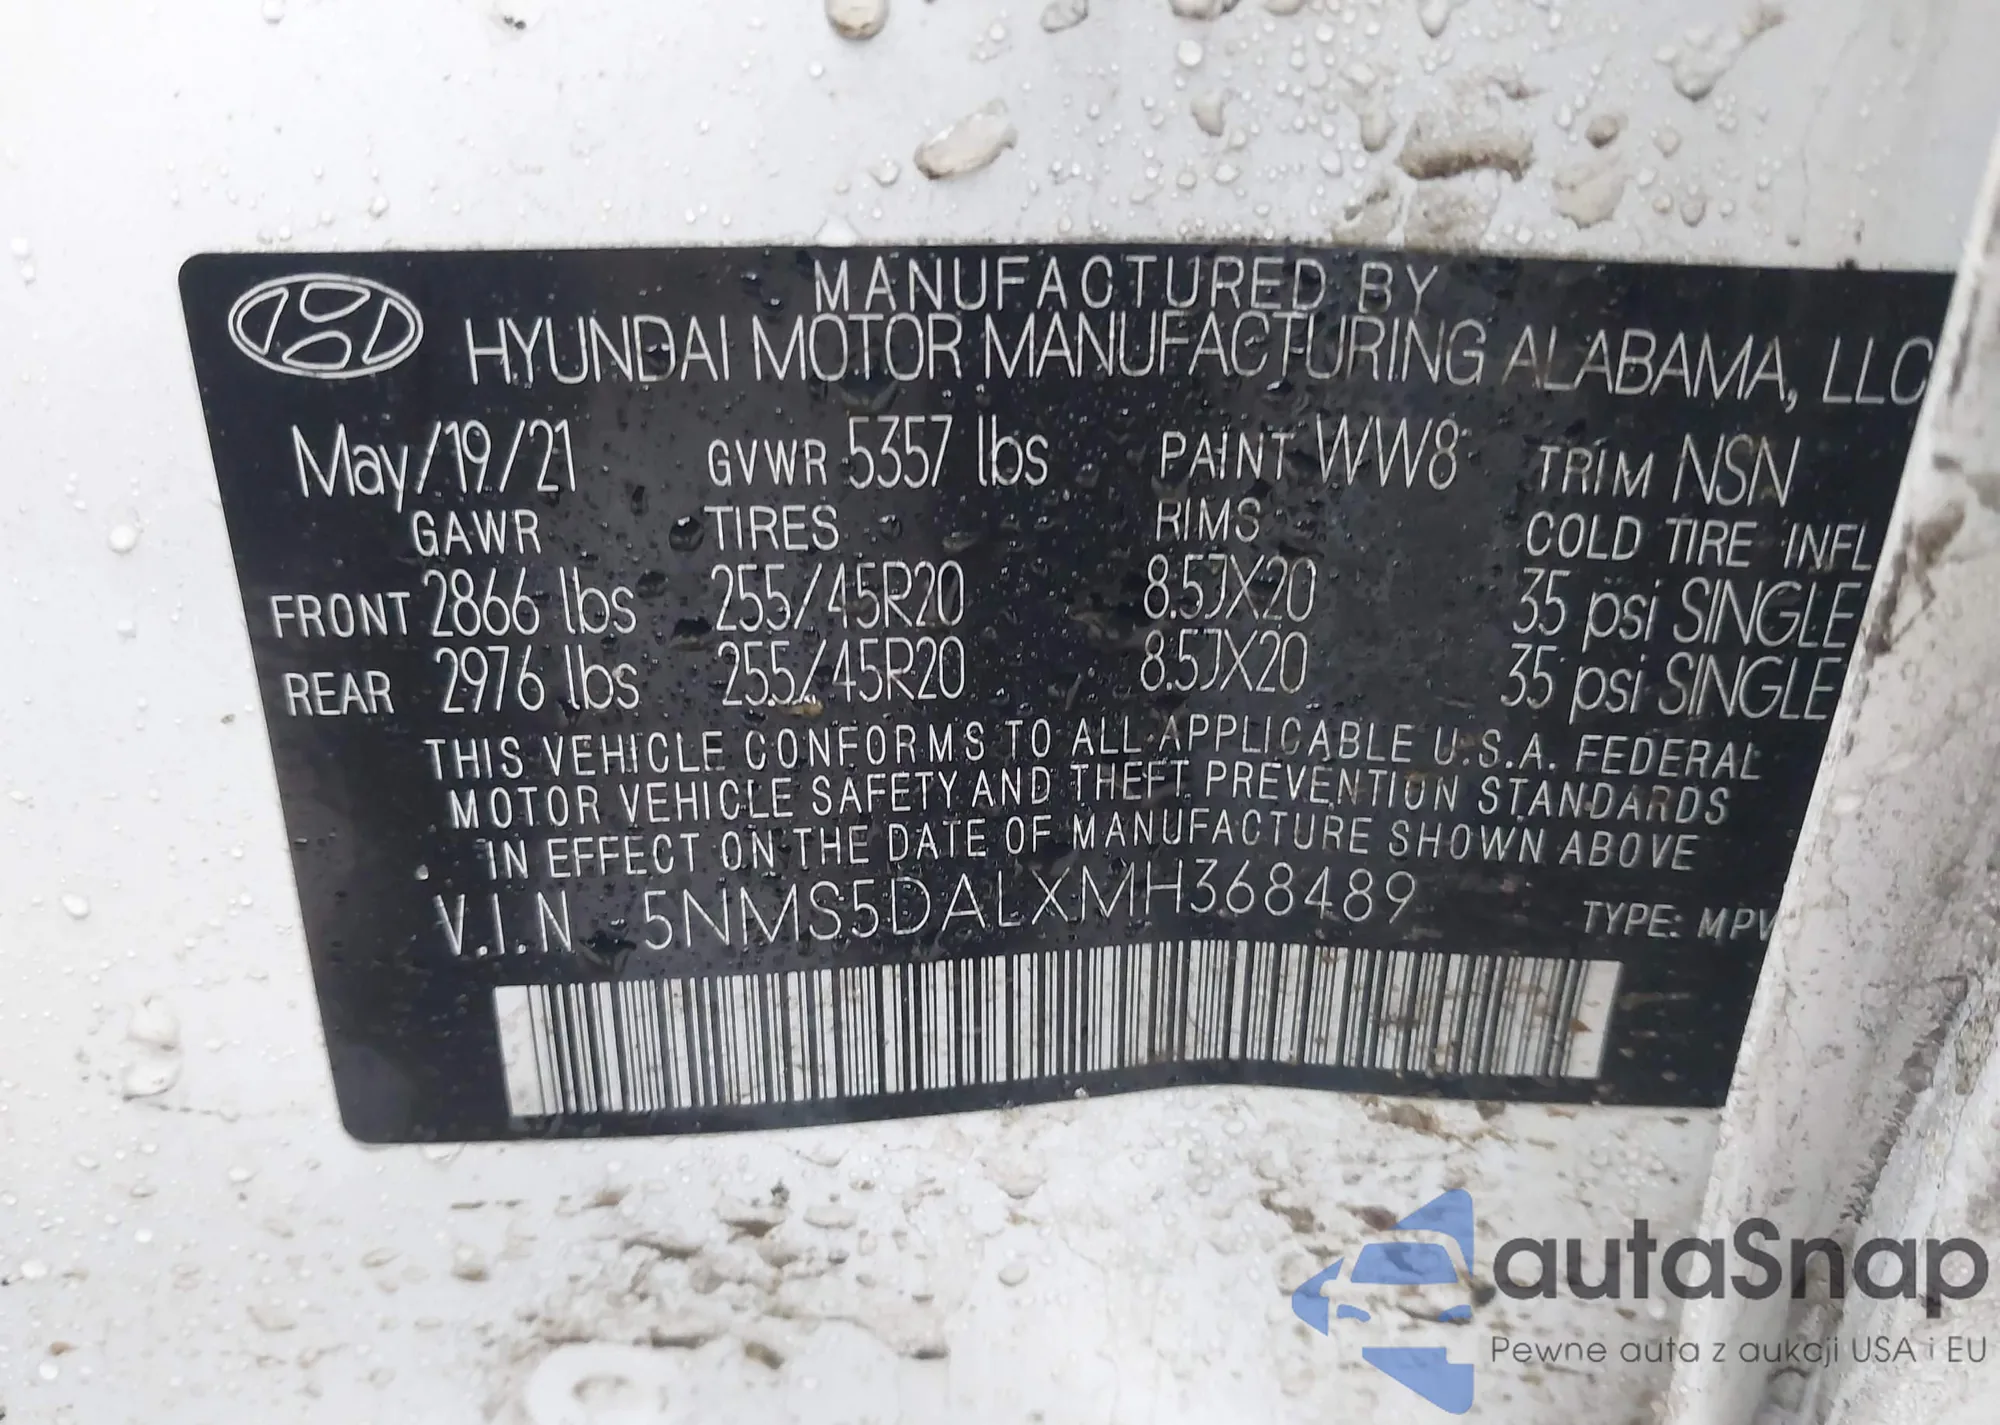 MANUFACTURED BY
HYUNDAI MOTOR MANUFACTURING ALABAMA, LLC
May/19/21 GVWR 5357 lbs PAINT WW8 TRIM NSN
GAWR TIRES RIMS COLD TIRE INFL
FRONT 2866 lbs 255/45R20 8.5JX20 35 psi SINGLE
REAR 2976 lbs 255/45R20 8.5JX20 35 psi SINGLE
THIS VEHICLE CONFORMS TO ALL APPLICABLE U.S.A. FEDERAL
MOTOR VEHICLE SAFETY AND THEFT PREVENTION STANDARDS
IN EFFECT ON THE DATE OF MANUFACTURE SHOWN ABOVE
V.I.N. 5NMS5DALXMH368489 TYPE: MPV
autaSnap
Pewne auta z aukcji USA i EU